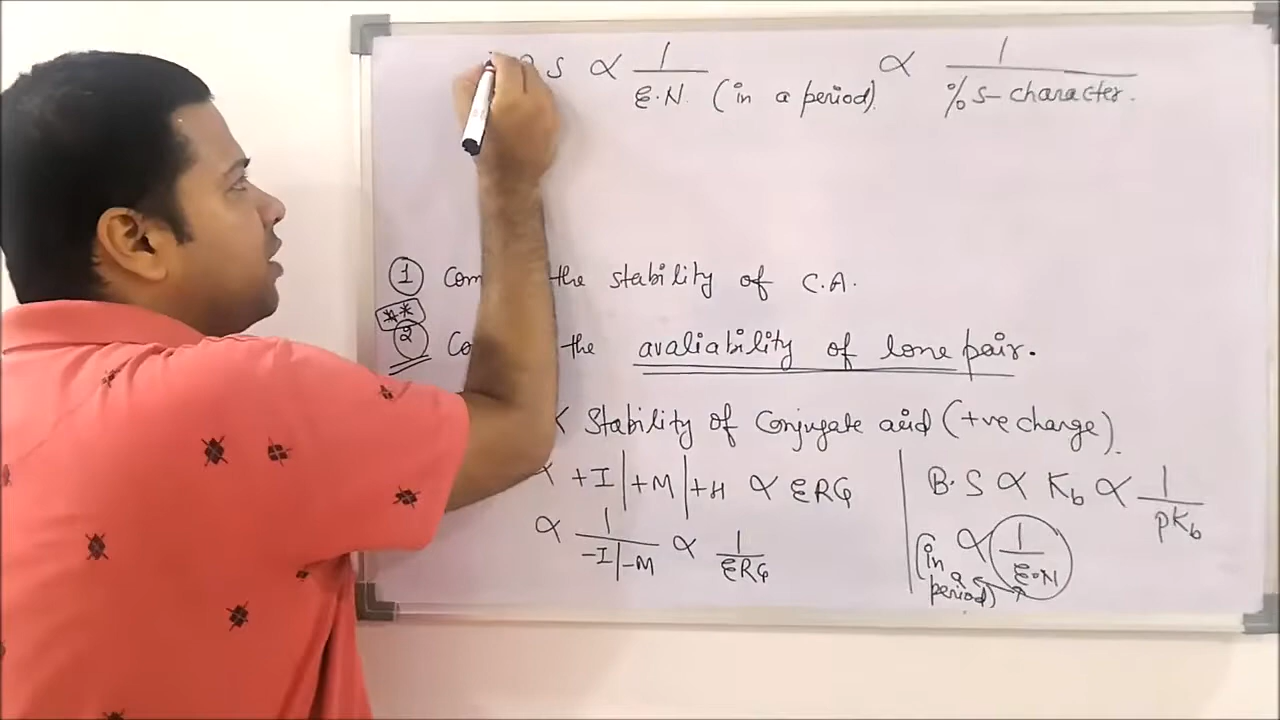 S ∝ 1/E.N. (in a period) ∝ 1/% s-character.
① Com the stability of C.A.
**
② Co the avaliability of lone pair.
∝ Stability of Conjugate acid (+ve charge).
∝ +I|+M|+H ∝ ERG
∝ 1/-I|-M ∝ 1/ERG
B.S ∝ Kb ∝ 1/pKb
(in a period) ∝ 1/E.N